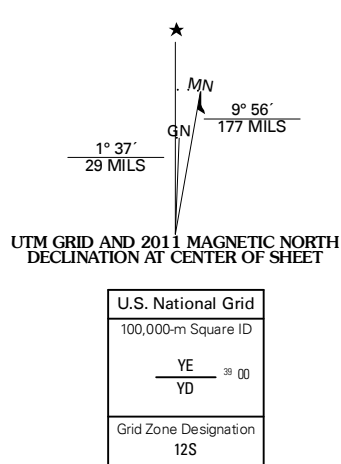 MN
9° 56´
177 MILS
GN
1° 37´
29 MILS
UTM GRID AND 2011 MAGNETIC NORTH
DECLINATION AT CENTER OF SHEET
U.S. National Grid
100,000-m Square ID
YE
39 00
YD
Grid Zone Designation
12S